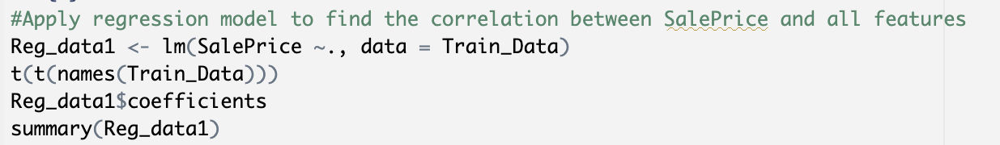 #Apply regression model to find the correlation between SalePrice and all features
Reg_data1 <- lm(SalePrice ~., data = Train_Data)
t(t(names(Train_Data)))
Reg_data1$coefficients
summary(Reg_data1)